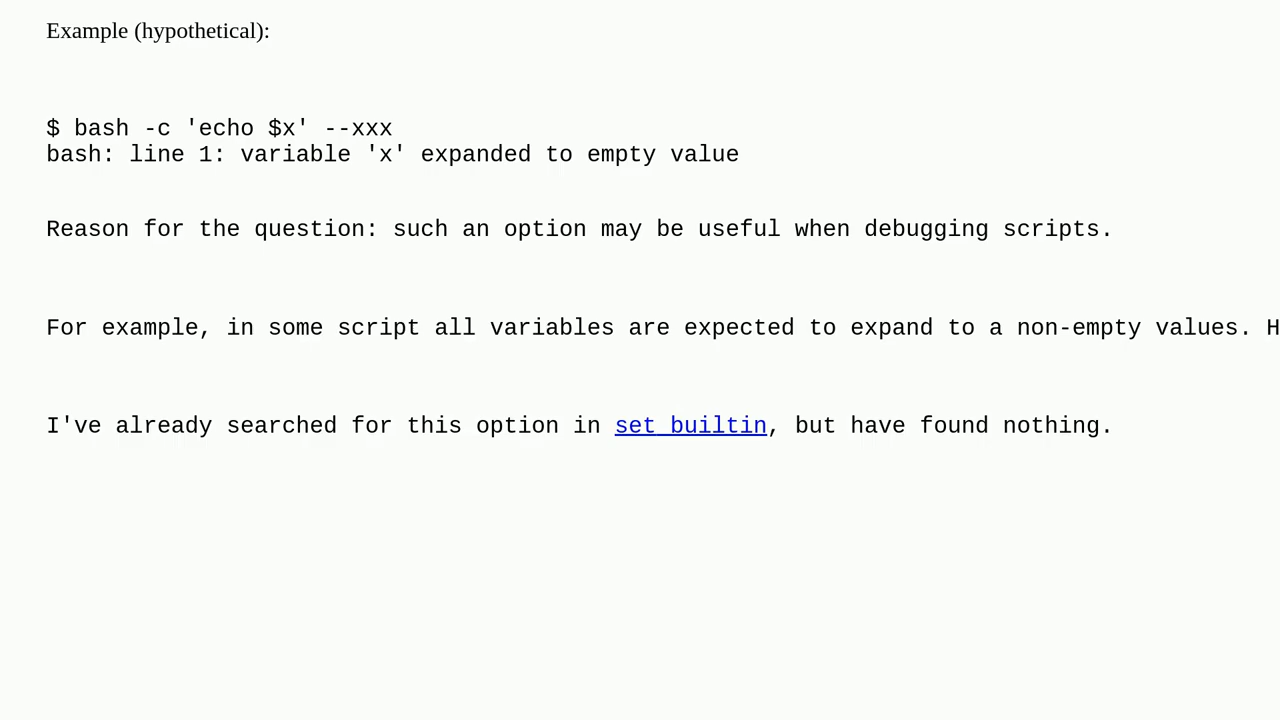 Example (hypothetical):
$ bash -c 'echo $x' --xxx
bash: line 1: variable 'x' expanded to empty value
Reason for the question: such an option may be useful when debugging scripts.
For example, in some script all variables are expected to expand to a non-empty values.
I've already searched for this option in set builtin, but have found nothing.